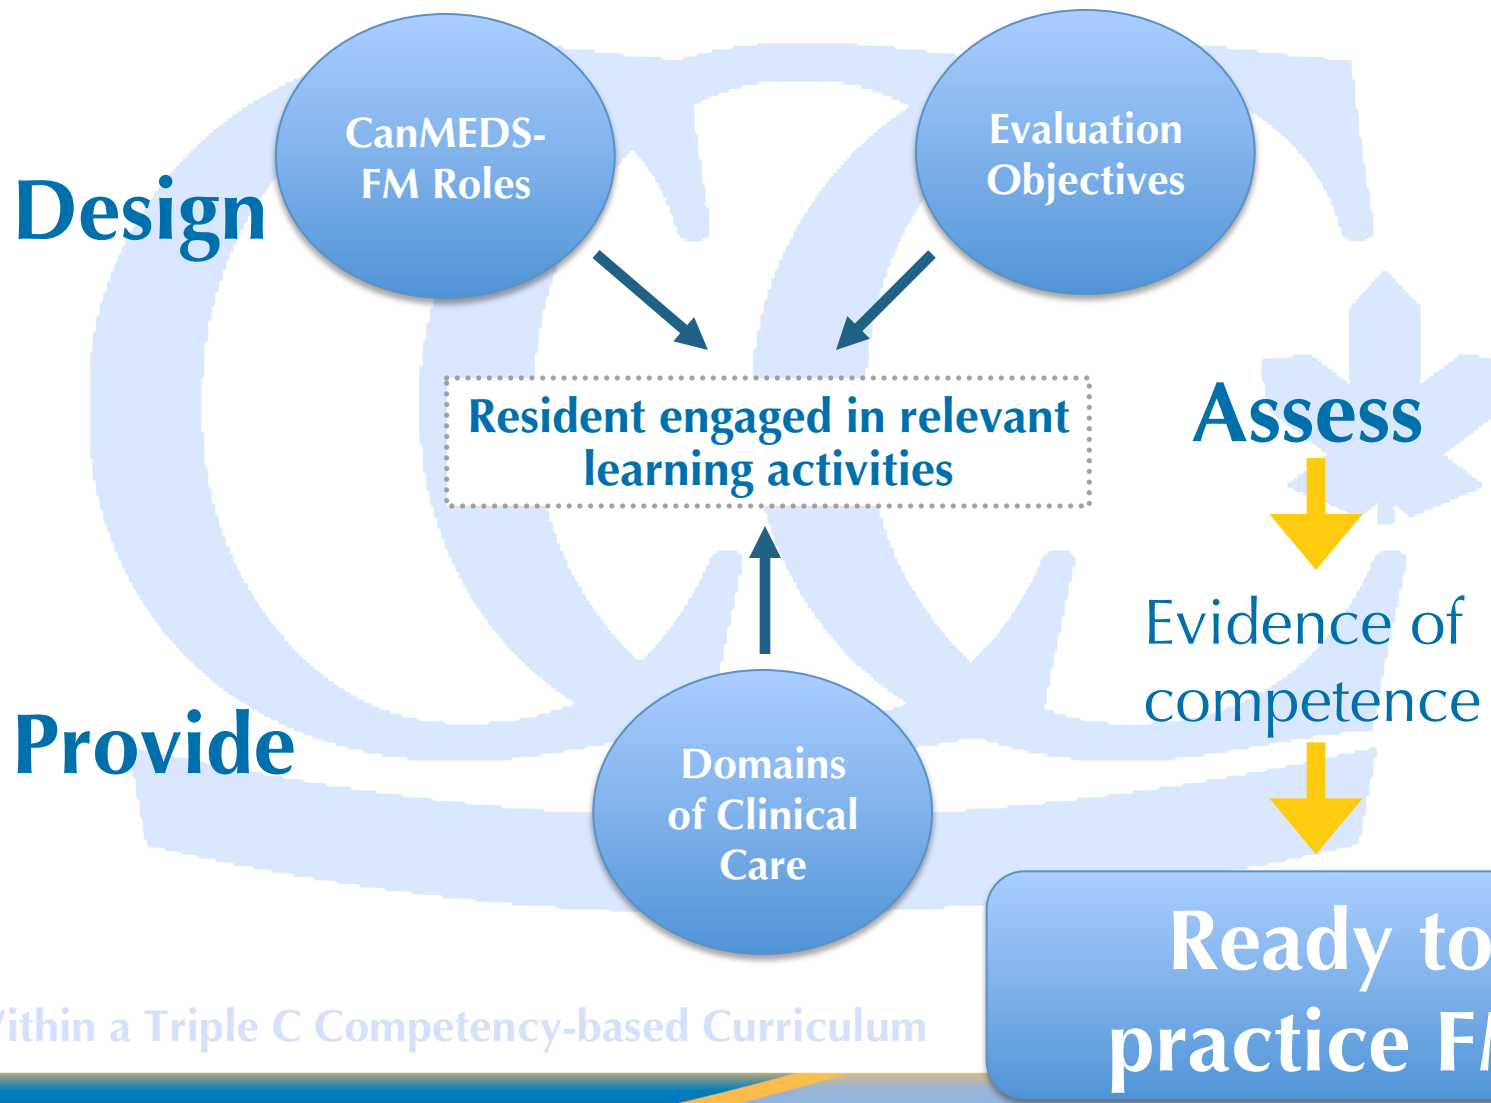 CanMEDS-
FM Roles
Evaluation
Objectives
Design
Resident engaged in relevant
learning activities
Assess
Evidence of
competence
Provide
Domains
of Clinical
Care
Ready to
practice
ithin a Triple C Competency-based Curriculum